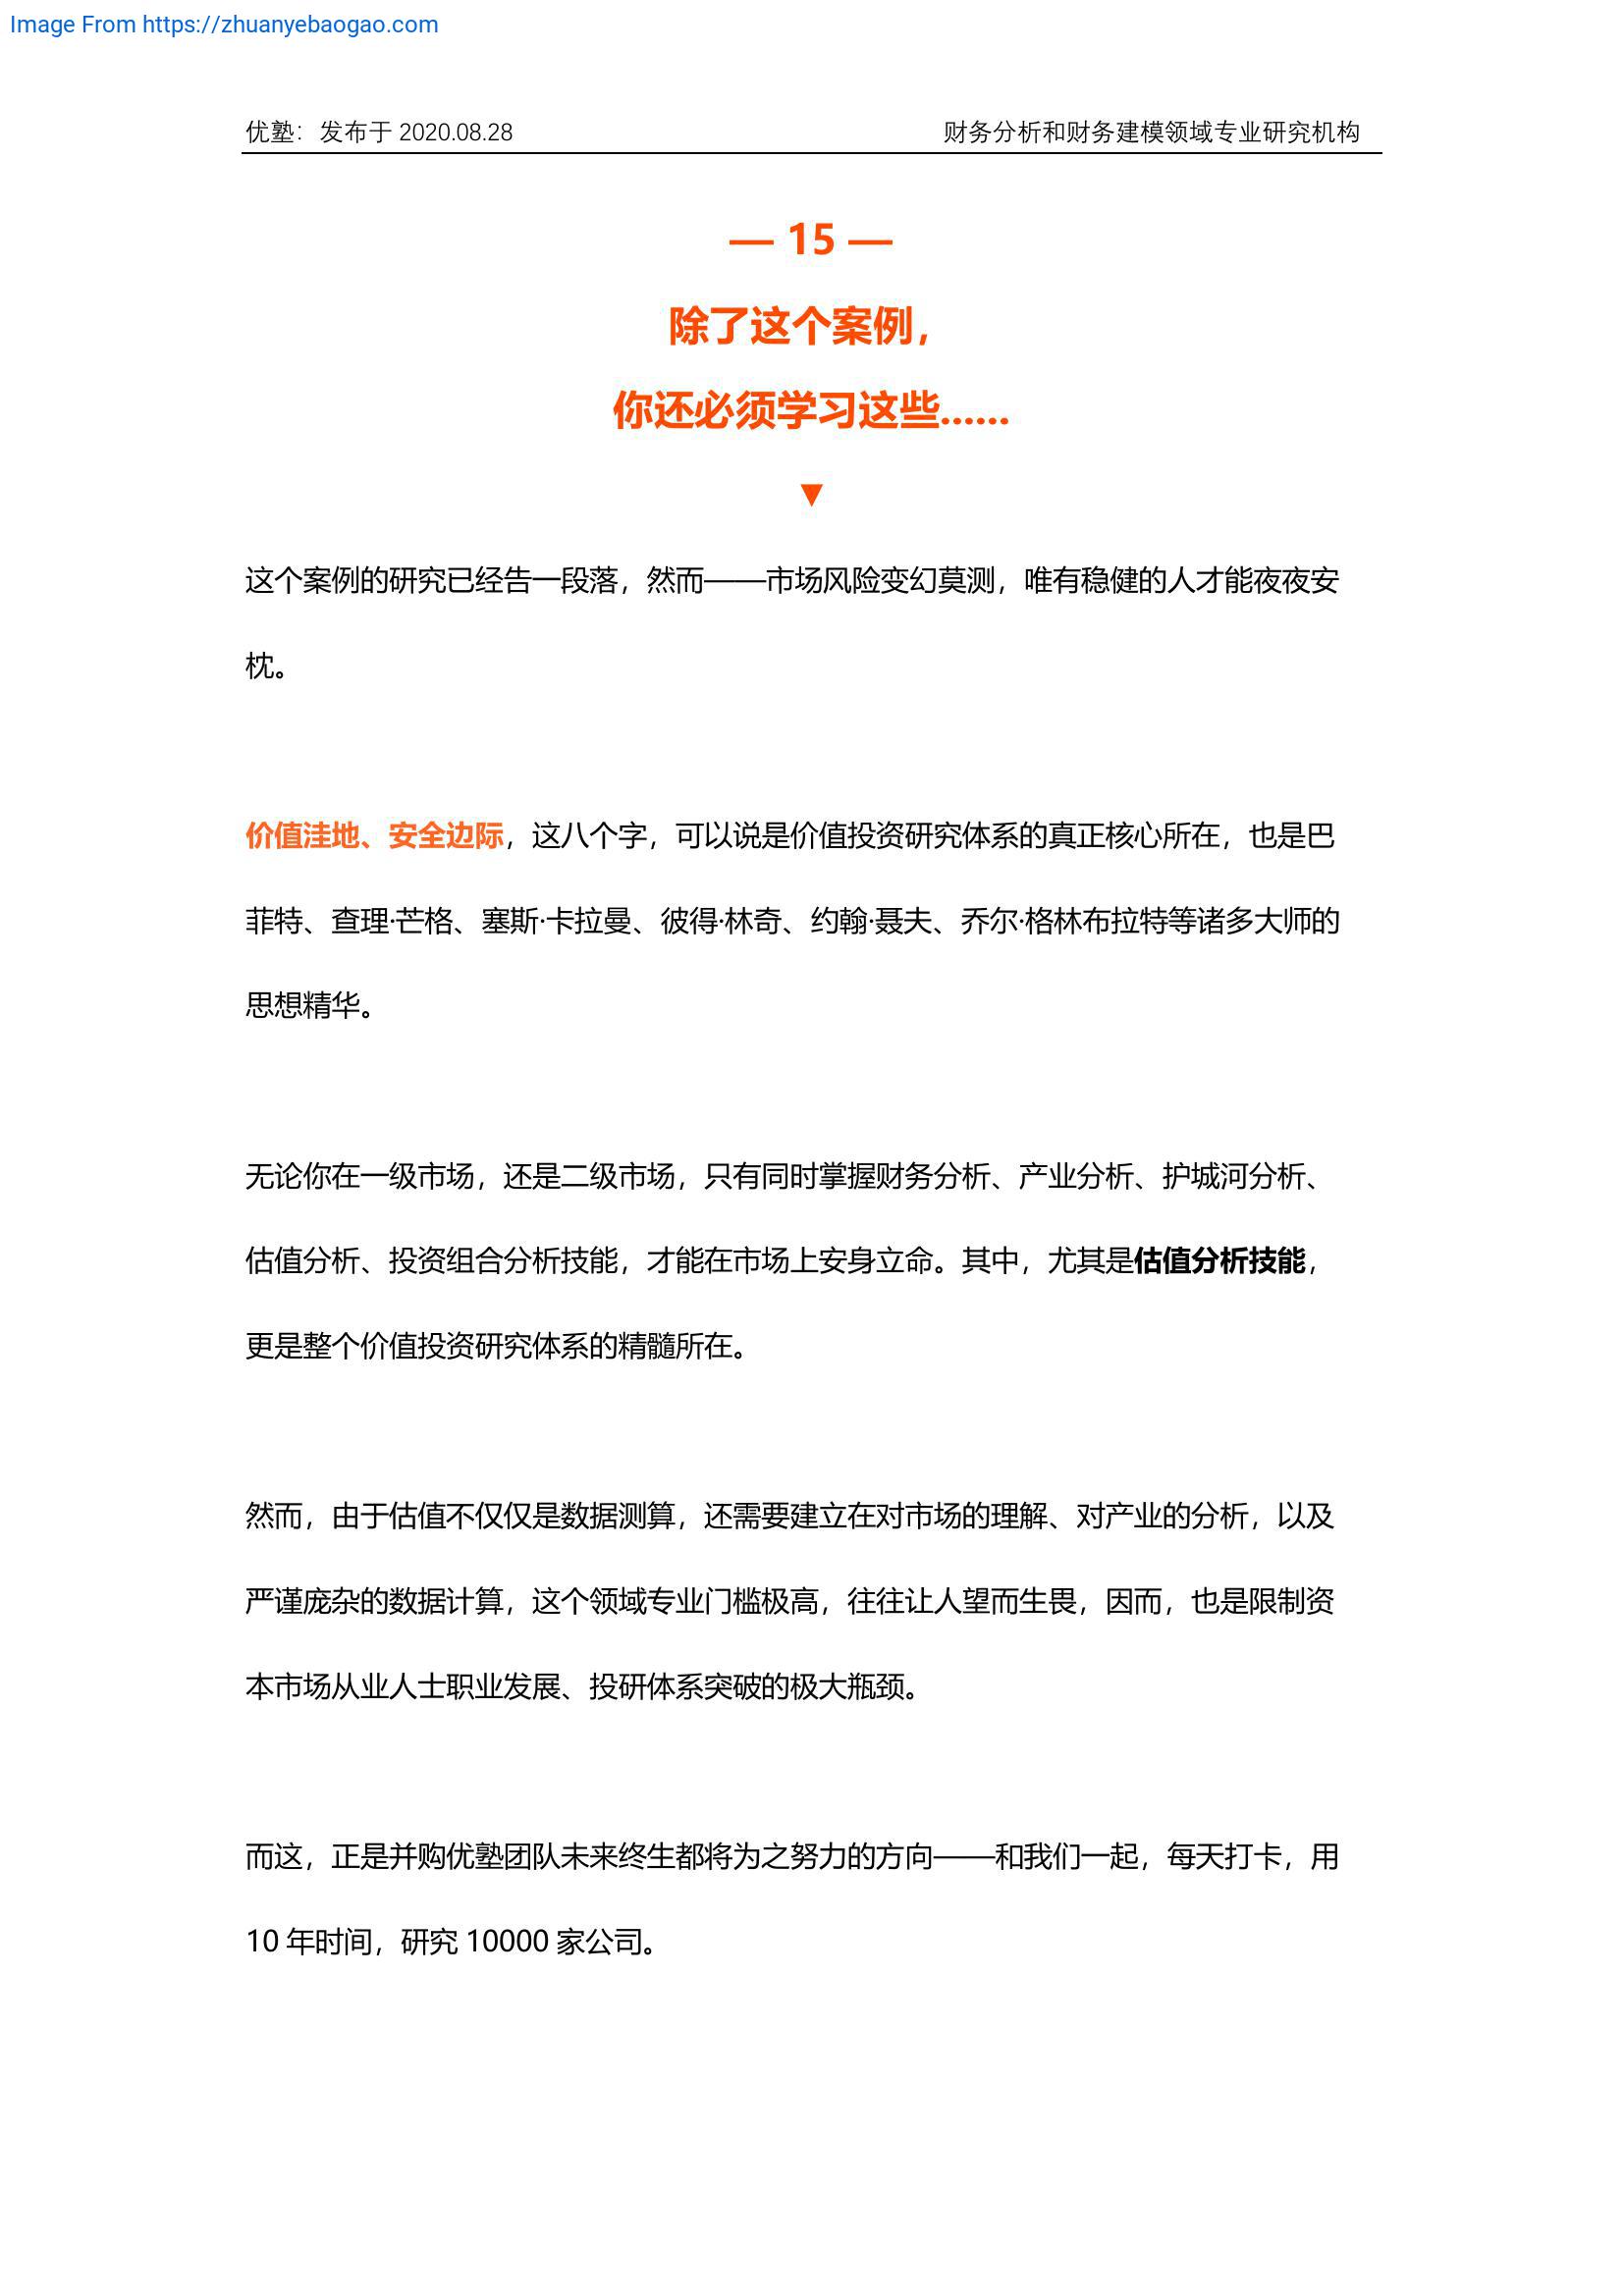 Image From https://zhuanyebaogao.com
优塾：发布于 2020.08.28 财务分析和财务建模领域专业研究机构
— 15 —
除了这个案例，
你还必须学习这些……
▼
这个案例的研究已经告一段落，然而——市场风险变幻莫测，唯有稳健的人才能夜夜安
枕。
价值洼地、安全边际，这八个字，可以说是价值投资研究体系的真正核心所在，也是巴
菲特、查理·芒格、塞斯·卡拉曼、彼得·林奇、约翰·聂夫、乔尔·格林布拉特等诸多大师的
思想精华。
无论你在一级市场，还是二级市场，只有同时掌握财务分析、产业分析、护城河分析、
估值分析、投资组合分析技能，才能在市场上安身立命。其中，尤其是估值分析技能，
更是整个价值投资研究体系的精髓所在。
然而，由于估值不仅仅是数据测算，还需要建立在对市场的理解、对产业的分析，以及
严谨庞杂的数据计算，这个领域专业门槛极高，往往让人望而生畏，因而，也是限制资
本市场从业人士职业发展、投研体系突破的极大瓶颈。
而这，正是并购优塾团队未来终生都将为之努力的方向——和我们一起，每天打卡，用
10 年时间，研究 10000 家公司。